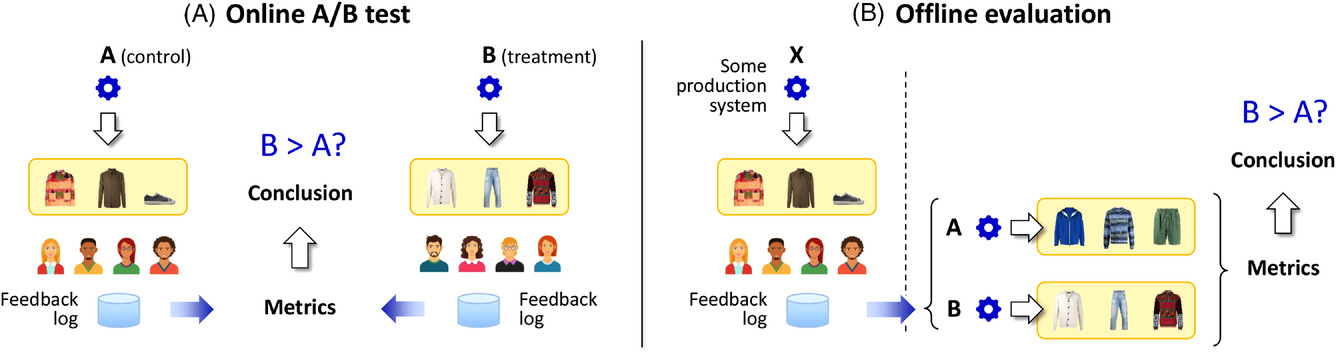 (A) Online A/B test
A (control)
B (treatment)
B > A?
Conclusion
Metrics
Feedback
log
Feedback
log
(B) Offline evaluation
X
Some
production
system
Feedback
log
A
B
B > A?
Conclusion
Metrics